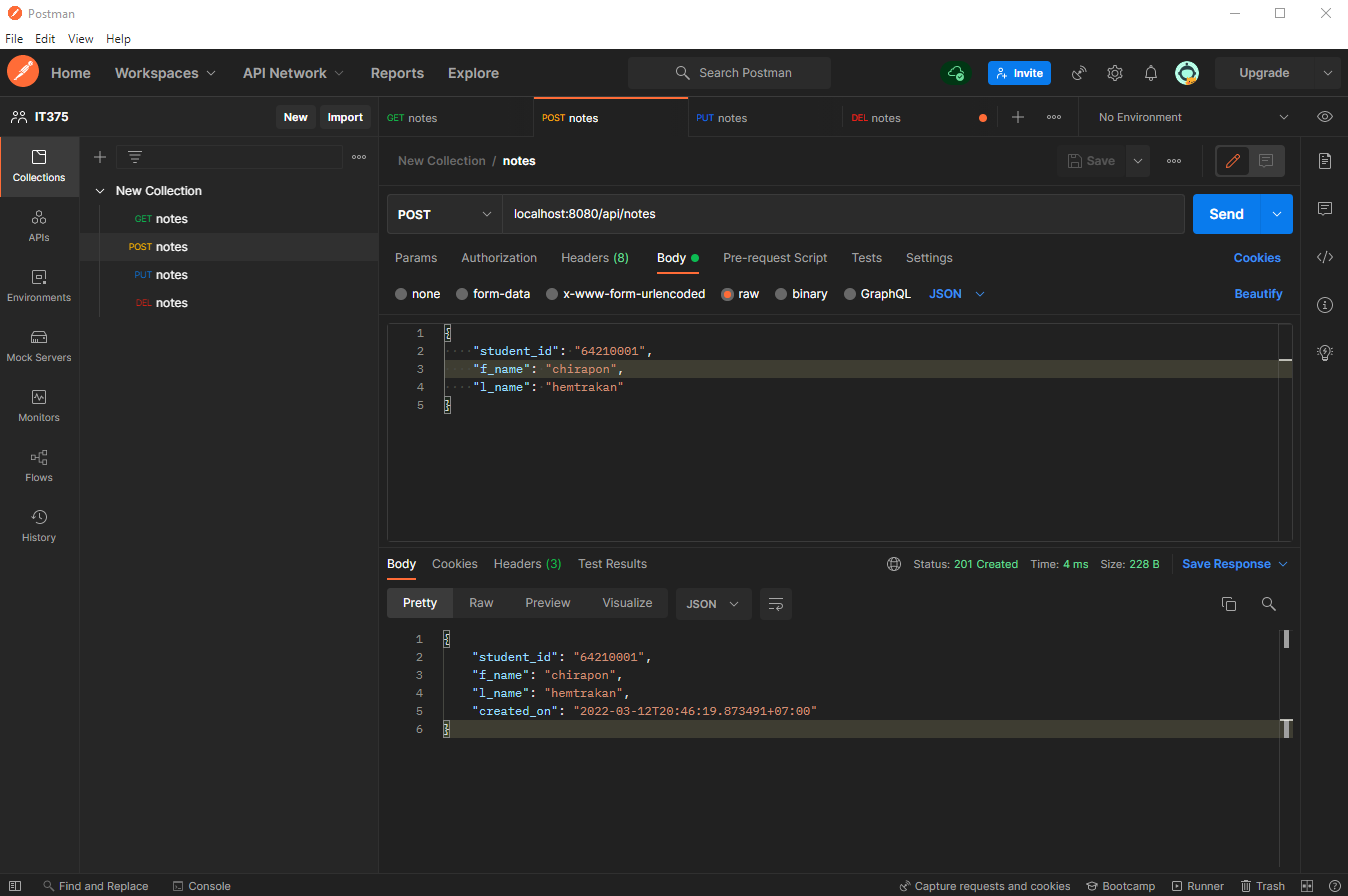 Postman
File Edit View Help
Home Workspaces API Network Reports Explore Search Postman Invite Upgrade
IT375 New Import
GET notes POST notes PUT notes DEL notes No Environment
Collections
APIs
Environments
Mock Servers
Monitors
Flows
History
New Collection
GET notes
POST notes
PUT notes
DEL notes
New Collection / notes Save
POST localhost:8080/api/notes Send
Params Authorization Headers (8) Body Pre-request Script Tests Settings Cookies
none form-data x-www-form-urlencoded raw binary GraphQL JSON Beautify
1 {
2 "student_id": "64210001",
3 "f_name": "chirapon",
4 "l_name": "hemtrakan"
5 }
Body Cookies Headers (3) Test Results Status: 201 Created Time: 4 ms Size: 228 B Save Response
Pretty Raw Preview Visualize JSON
1 {
2 "student_id": "64210001",
3 "f_name": "chirapon",
4 "l_name": "hemtrakan",
5 "created_on": "2022-03-12T20:46:19.873491+07:00"
6 }
Find and Replace Console Capture requests and cookies Bootcamp Runner Trash